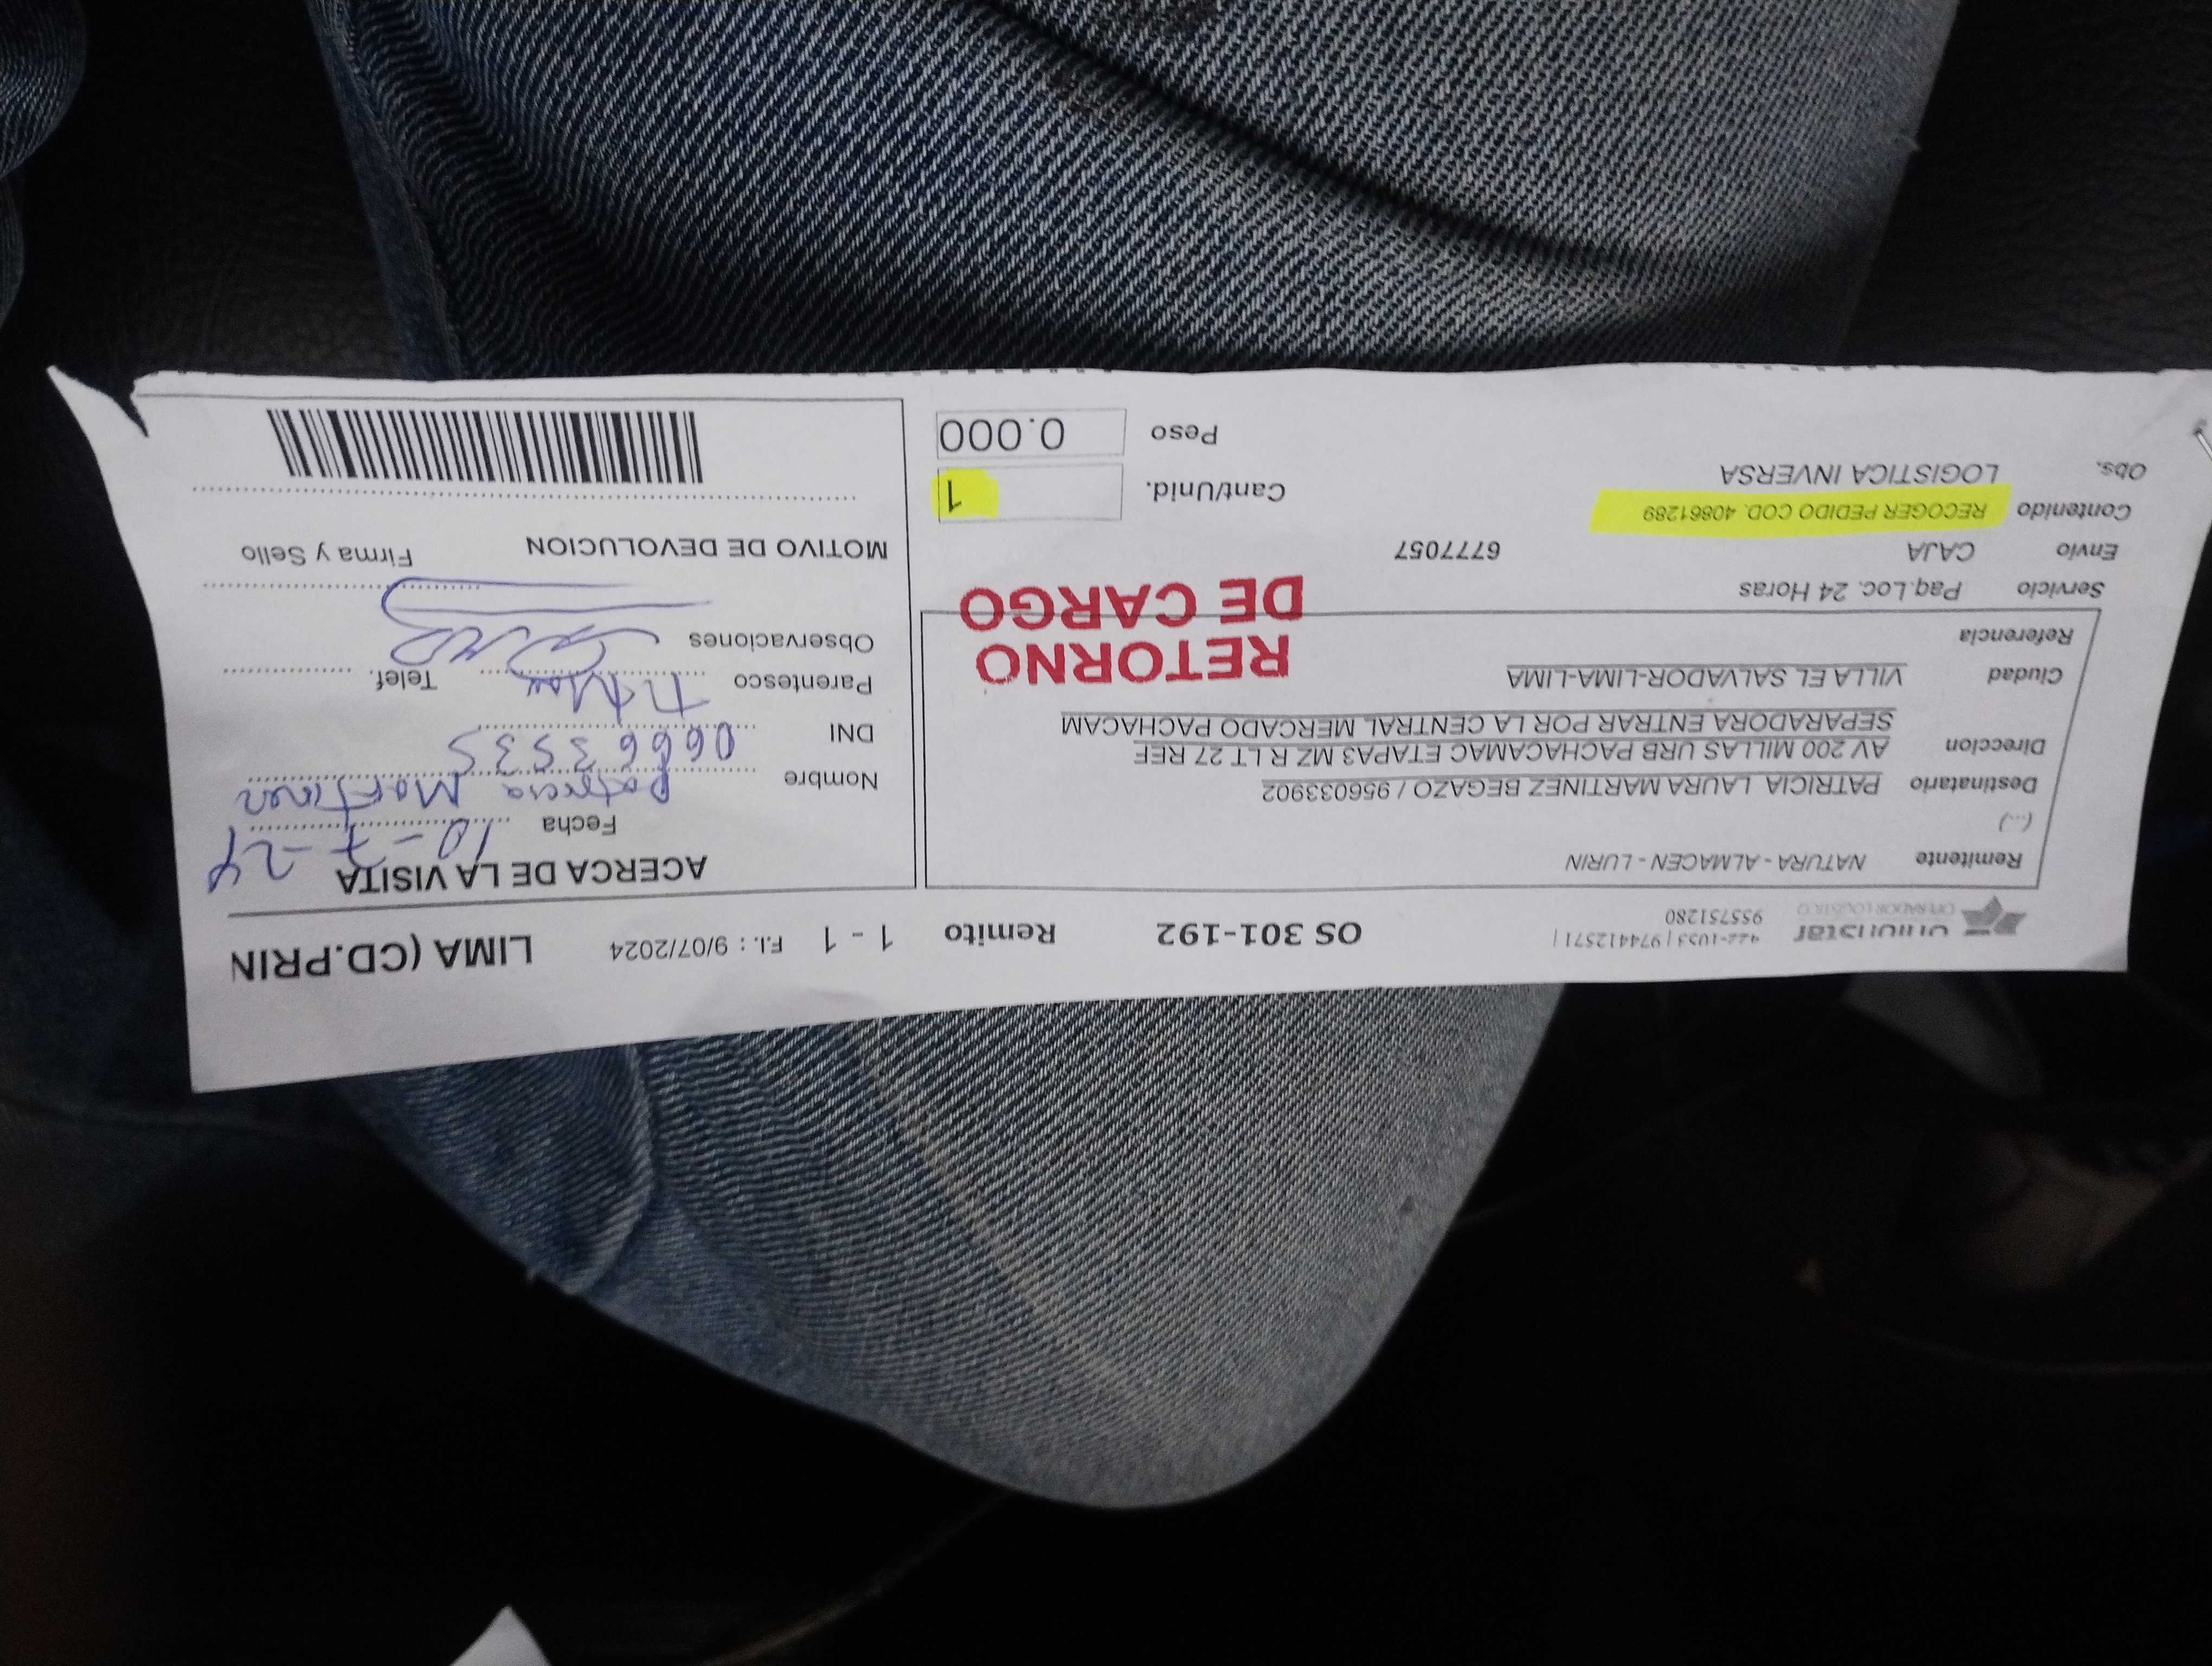 Unionstar
OPERADOR LOGISTICO
422-1053 | 974412571 |
955751280
OS 301-192
Remito
1 - 1
F.I. : 9/07/2024
LIMA (CD.PRIN
Remitente NATURA - ALMACEN - LURIN
(...)
Destinatario PATRICIA LAURA MARTINEZ BEGAZO / 956033902
Direccion AV 200 MILLAS URB PACHACAMAC ETAPA3 MZ R LT 27 REF
SEPARADORA ENTRAR POR LA CENTRAL MERCADO PACHACAM
Ciudad VILLA EL SALVADOR-LIMA-LIMA
Referencia
RETORNO
DE CARGO
Servicio Paq.Loc. 24 Horas
Envio CAJA 6777057
Contenido RECOGER PEDIDO COD. 40861289
Obs. LOGISTICA INVERSA
Cant/Unid. 1
Peso 0.000
ACERCA DE LA VISITA
Fecha 10-7-24
Nombre Patricia Martinez
DNI 06663535
Parentesco Titular Telef.
Observaciones
MOTIVO DE DEVOLUCION Firma y Sello